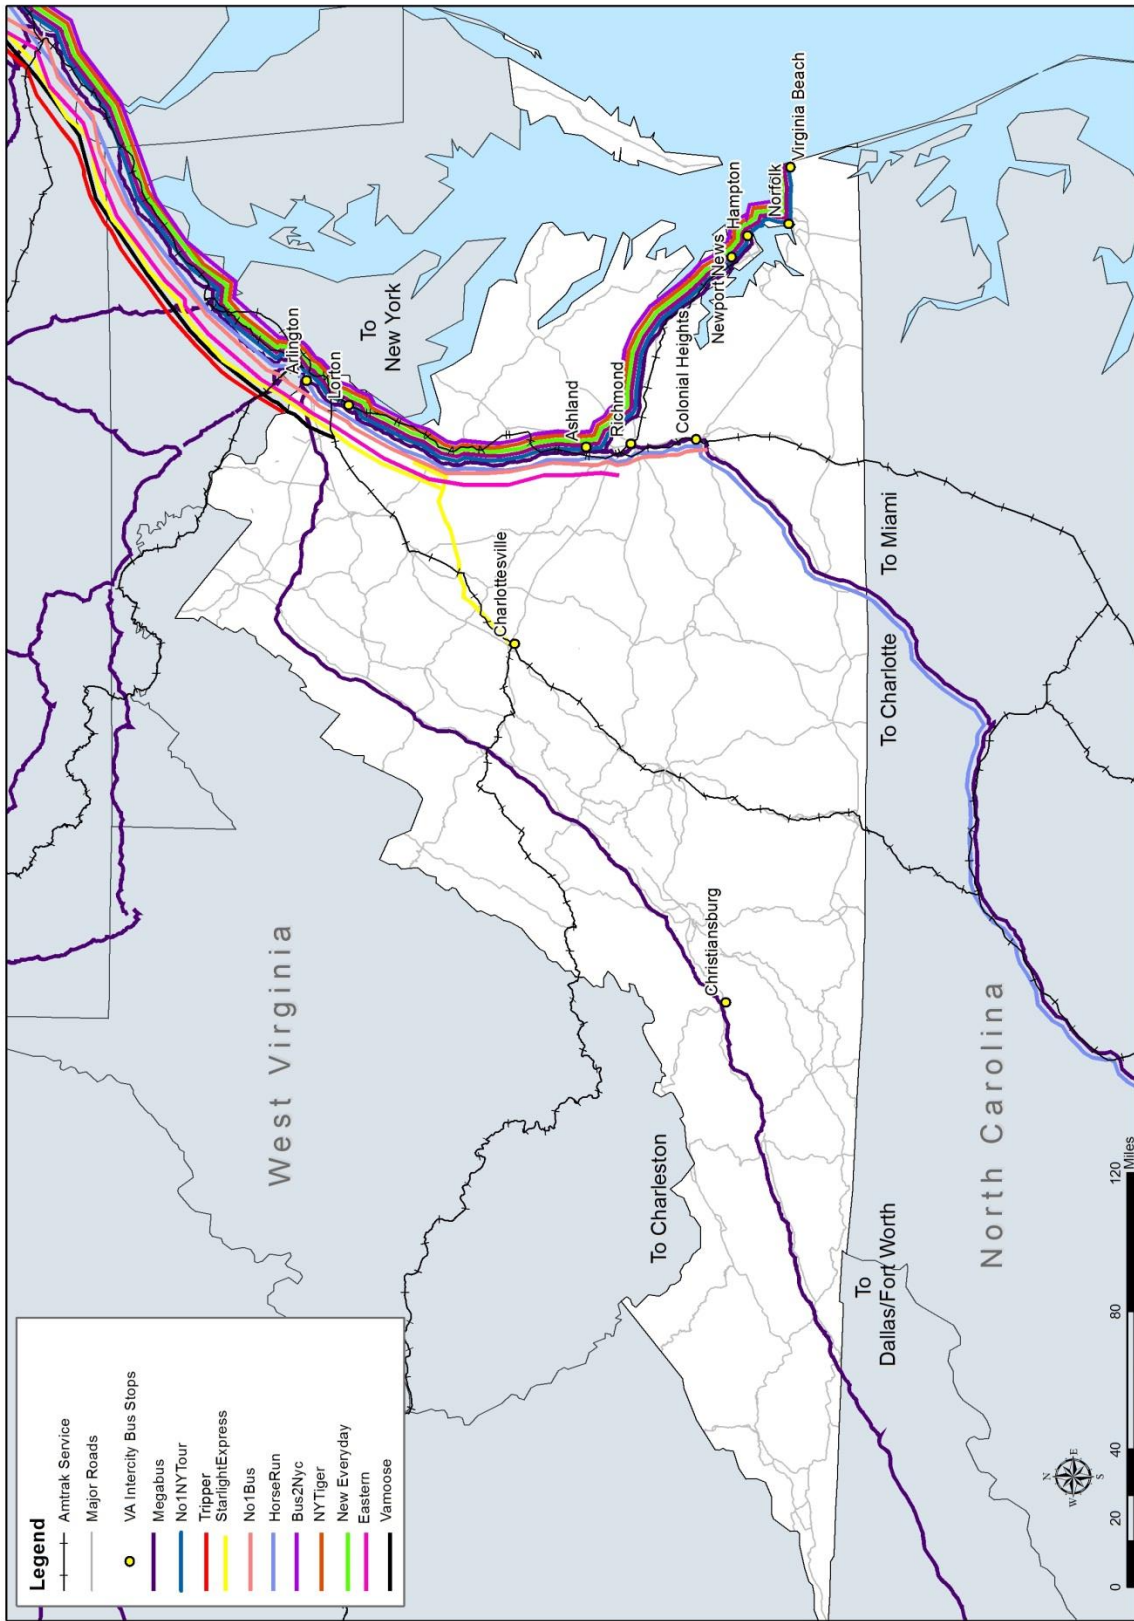 Legend
Amtrak Service
Major Roads
VA Intercity Bus Stops
Megabus
No1NYTour
Tripper
StarlightExpress
No1Bus
HorseRun
Bus2Nyc
NYTiger
New Everyday
Eastern
Vamoose
West Virginia
Arlington
Lorton
To
New York
Charlottesville
Ashland
Richmond
Colonial Heights
Newport News
Hampton
Norfolk
Virginia Beach
Christiansburg
To Charleston
To
Dallas/Fort Worth
To Charlotte
To Miami
North Carolina
N
W
E
S
0
20
40
80
120
Miles